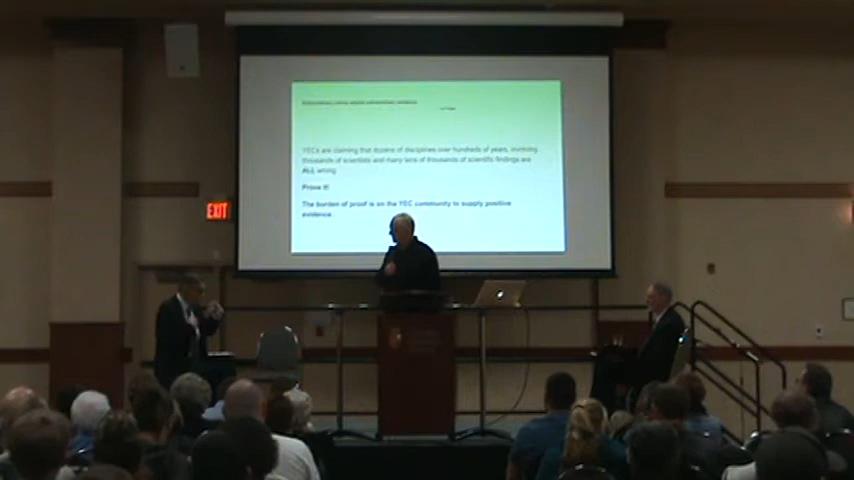 YECs are claiming that dozens of disciplines over hundreds of years, involving
thousands of scientists and many tens of thousands of scientific findings are
ALL wrong
Prove it!
The burden of proof is on the YEC community to supply positive
evidence.
EXIT